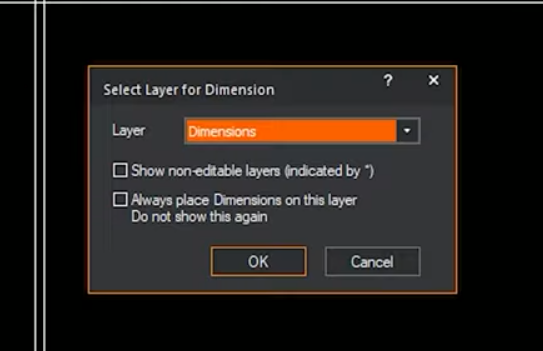 Select Layer for Dimension ? ×
Layer Dimensions
Show non-editable layers (indicated by *)
Always place Dimensions on this layer
Do not show this again
OK Cancel